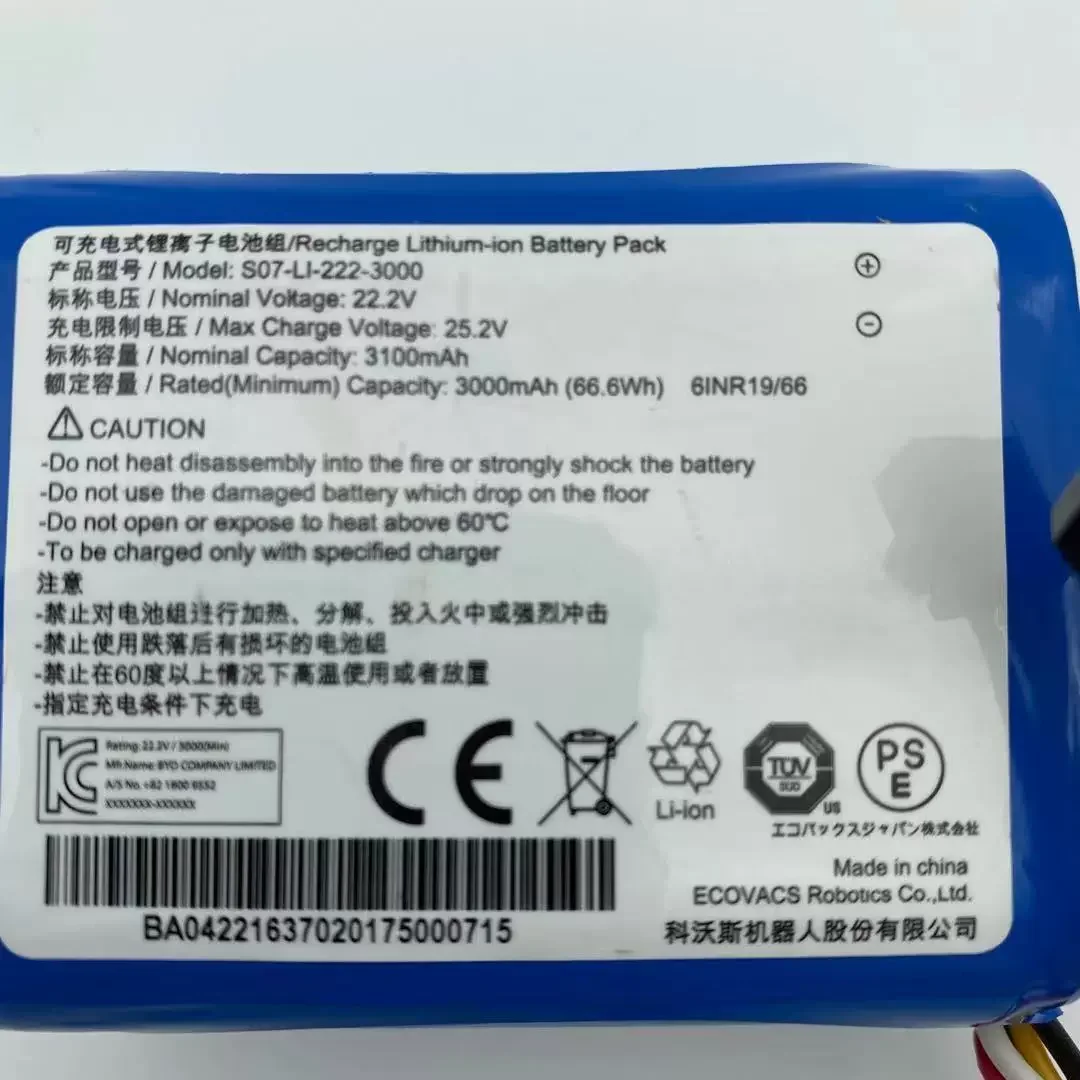 可充电式锂离子电池组/Recharge Lithium-ion Battery Pack
产品型号 / Model: S07-LI-222-3000
标称电压 / Nominal Voltage: 22.2V
充电限制电压 / Max Charge Voltage: 25.2V
标称容量 / Nominal Capacity: 3100mAh
额定容量 / Rated(Minimum) Capacity: 3000mAh (66.6Wh) 6INR19/66
CAUTION
-Do not heat disassembly into the fire or strongly shock the battery
-Do not use the damaged battery which drop on the floor
-Do not open or expose to heat above 60℃
-To be charged only with specified charger
注意
-禁止对电池组进行加热、分解、投入火中或强烈冲击
-禁止使用跌落后有损坏的电池组
-禁止在60度以上情况下高温使用或者放置
-指定充电条件下充电
Rating: 22.2V / 3000(Min)
Mfr.Name: BYD COMPANY LIMITED
A/S No. +82 1600
XXXXXXX-XXXXXX
CE
Li-ion
TÜV
SUD
US
PS
E
エコバックスジャパン株式会社
Made in china
ECOVACS Robotics Co.,Ltd.
科沃斯机器人股份有限公司
BA04221637020175000715